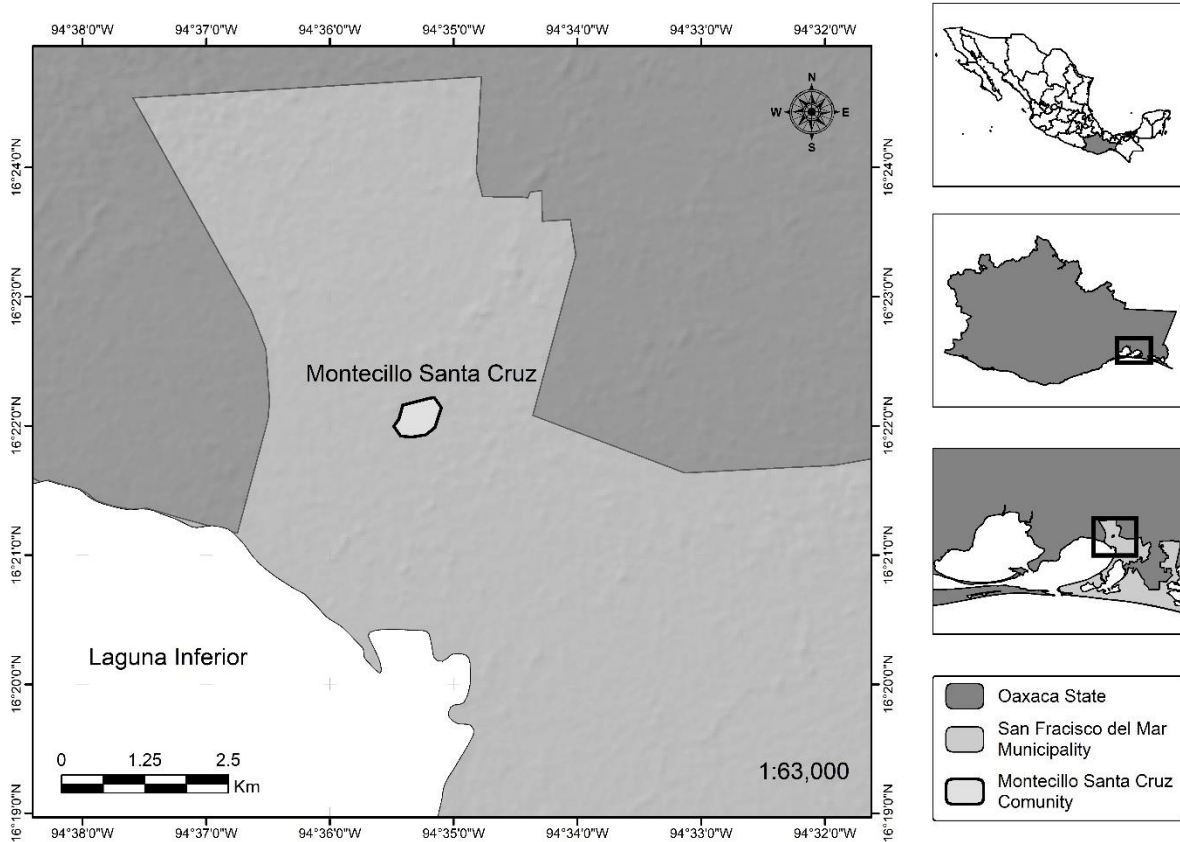 94°38'0"W 94°37'0"W 94°36'0"W 94°35'0"W 94°34'0"W 94°33'0"W 94°32'0"W
N
W E
S
16°24'0"N 16°24'0"N
16°23'0"N 16°23'0"N
Montecillo Santa Cruz
16°22'0"N 16°22'0"N
16°21'0"N 16°21'0"N
Laguna Inferior
16°20'0"N 16°20'0"N
0 1.25 2.5
Km
1:63,000
16°19'0"N 16°19'0"N
94°38'0"W 94°37'0"W 94°36'0"W 94°35'0"W 94°34'0"W 94°33'0"W 94°32'0"W
Oaxaca State
San Fracisco del Mar
Municipality
Montecillo Santa Cruz
Comunity